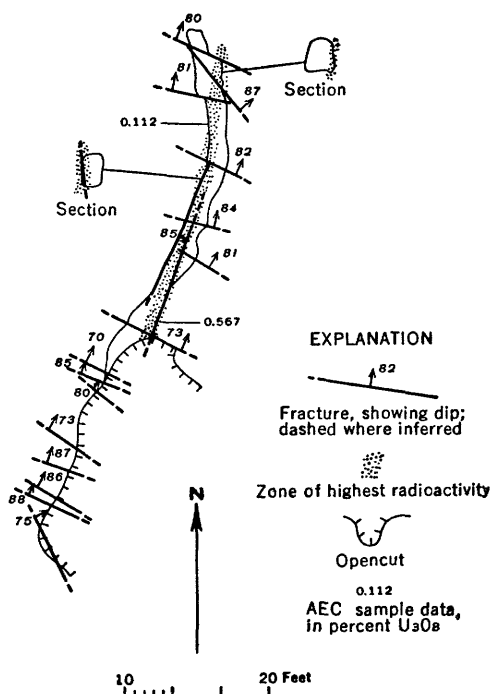 80
81
87
Section
0.112
82
Section
84
85
81
0.567
73
70
85
80
73
87
86
88
75
EXPLANATION
82
Fracture, showing dip;
dashed where inferred
Zone of highest radioactivity
Opencut
0.112
AEC sample data,
in percent U3O8
N
10 20 Feet